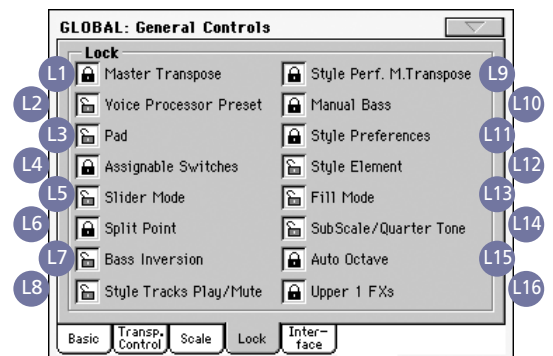 GLOBAL: General Controls
Lock
L1 Master Transpose
L2 Voice Processor Preset
L3 Pad
L4 Assignable Switches
L5 Slider Mode
L6 Split Point
L7 Bass Inversion
L8 Style Tracks Play/Mute
Style Perf. M.Transpose L9
Manual Bass L10
Style Preferences L11
Style Element L12
Fill Mode L13
SubScale/Quarter Tone L14
Auto Octave L15
Upper 1 FXs L16
Basic
Transp.
Control
Scale
Lock
Inter-
face